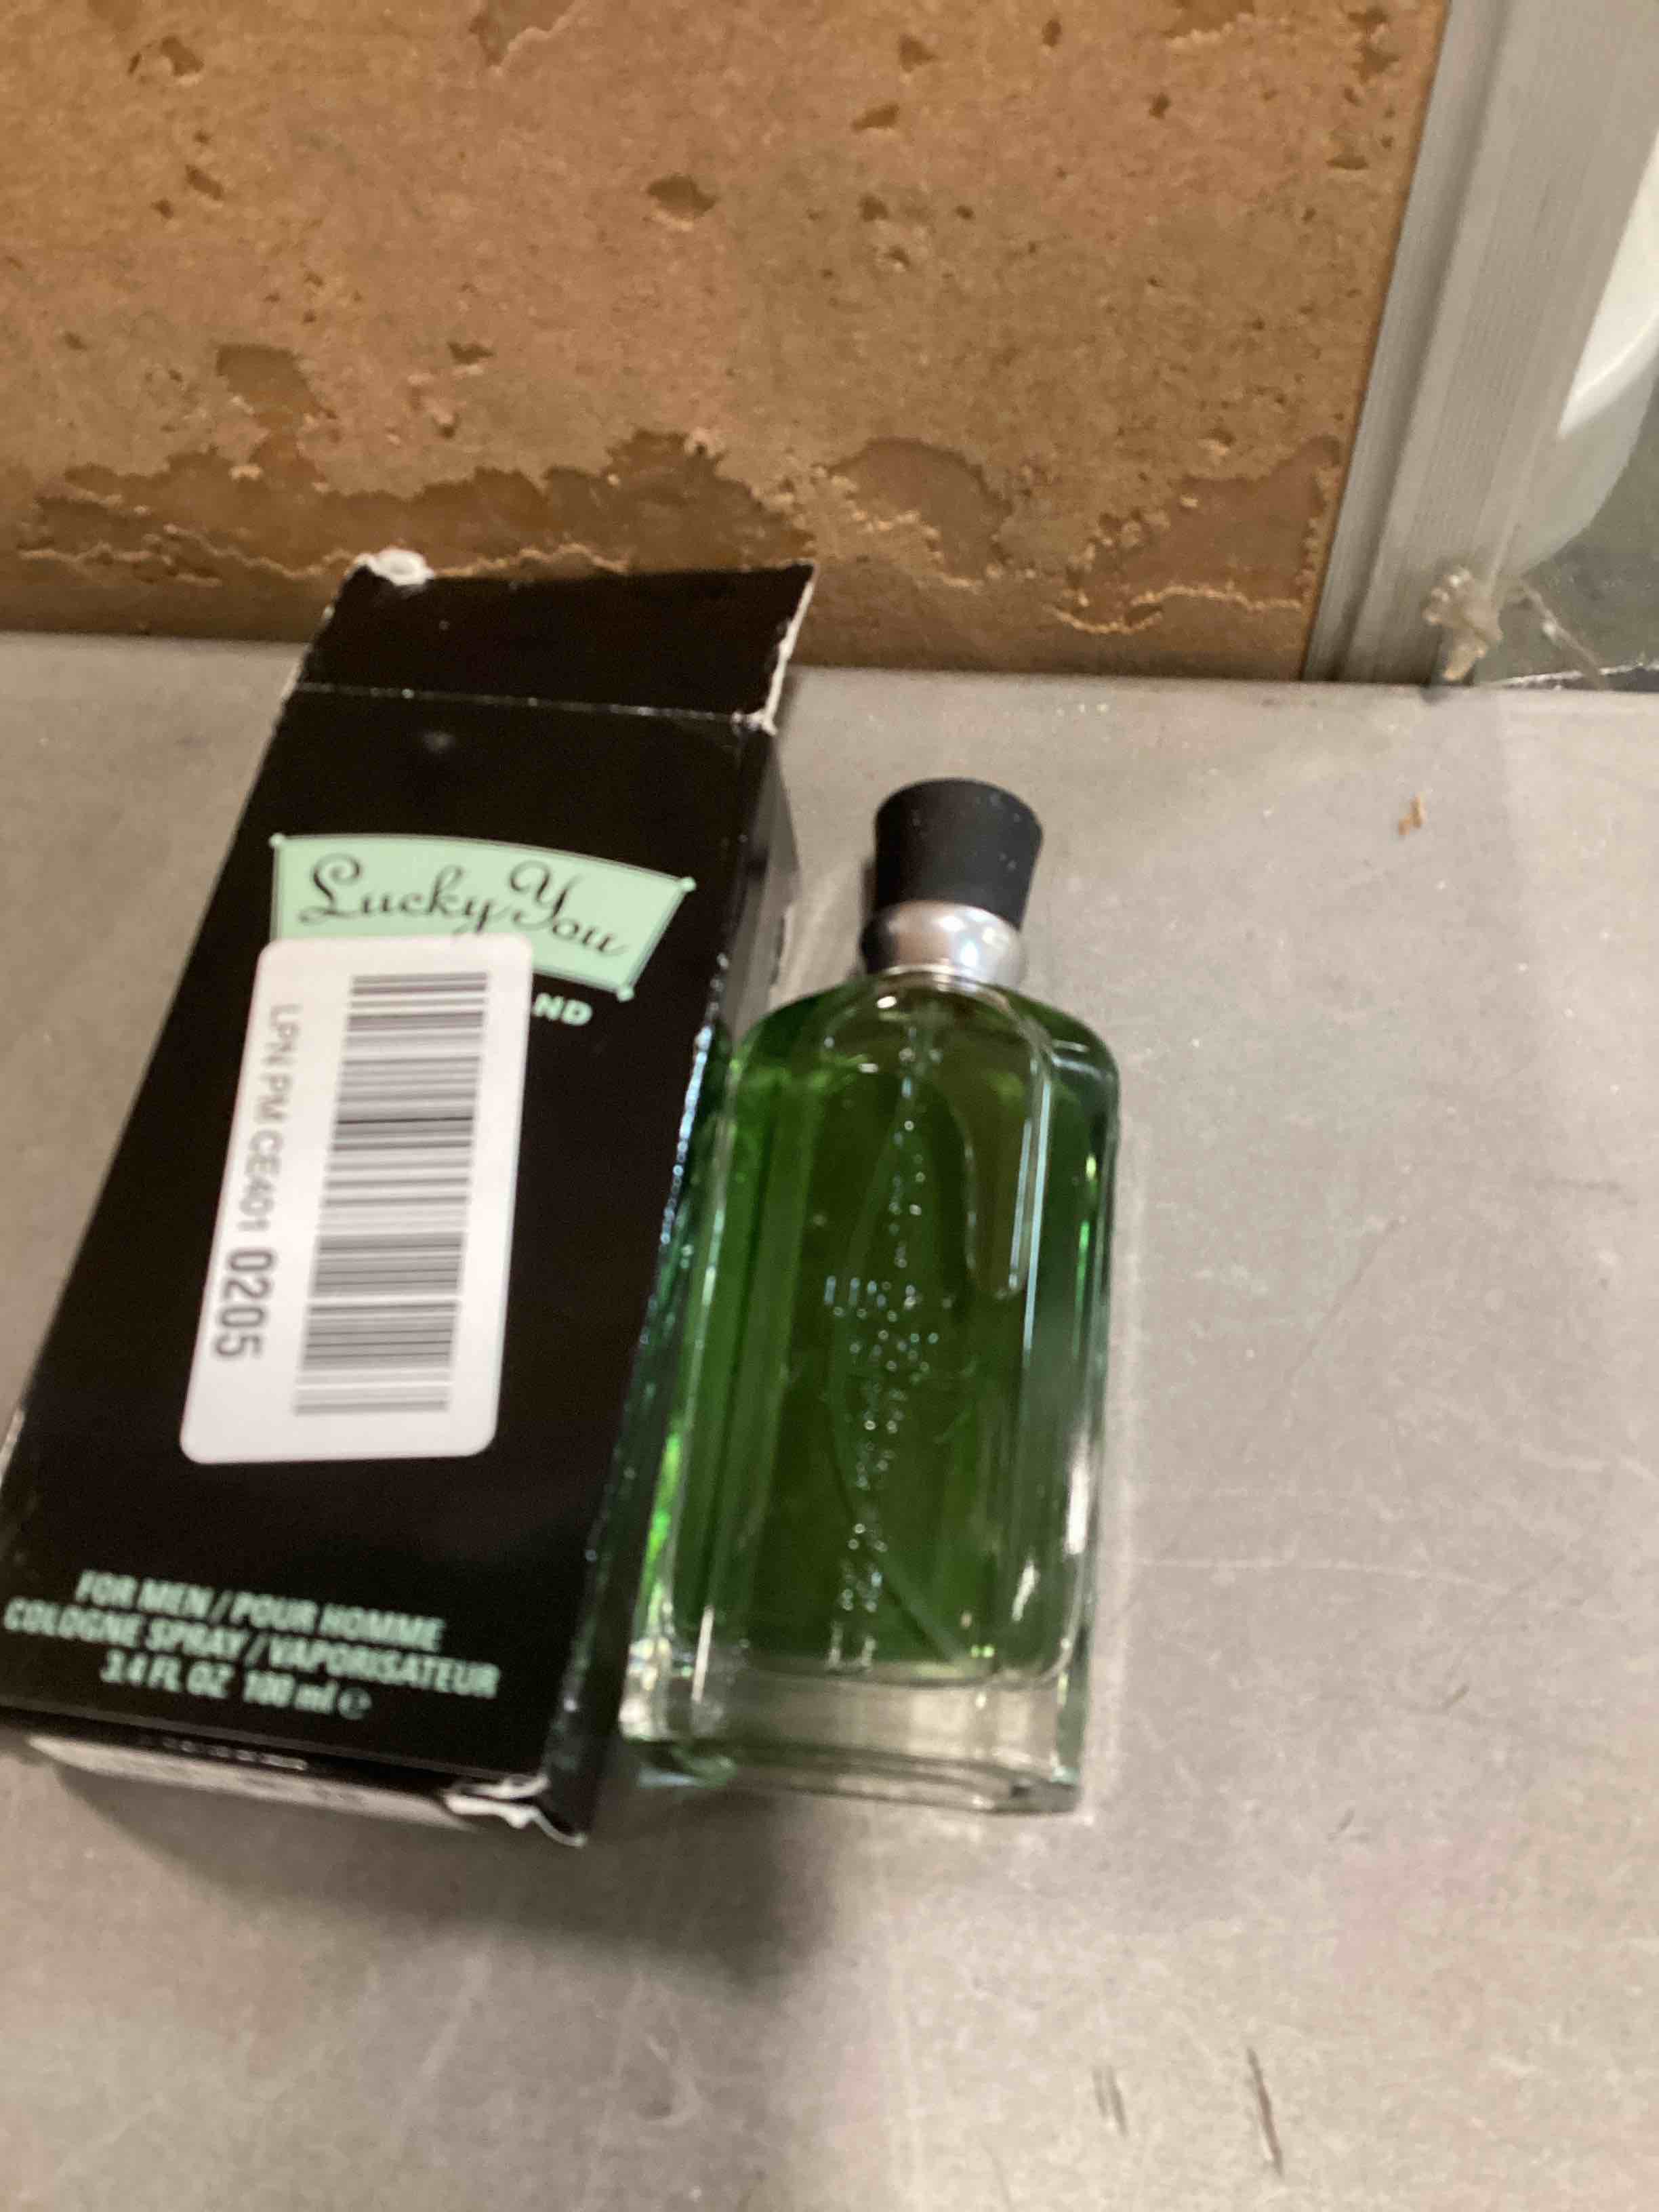 Lucky You
ND
LPN PM CE401 0205
FOR MEN / POUR HOMME
COLOGNE SPRAY / VAPORISATEUR
3.4 FL OZ 100 ml e